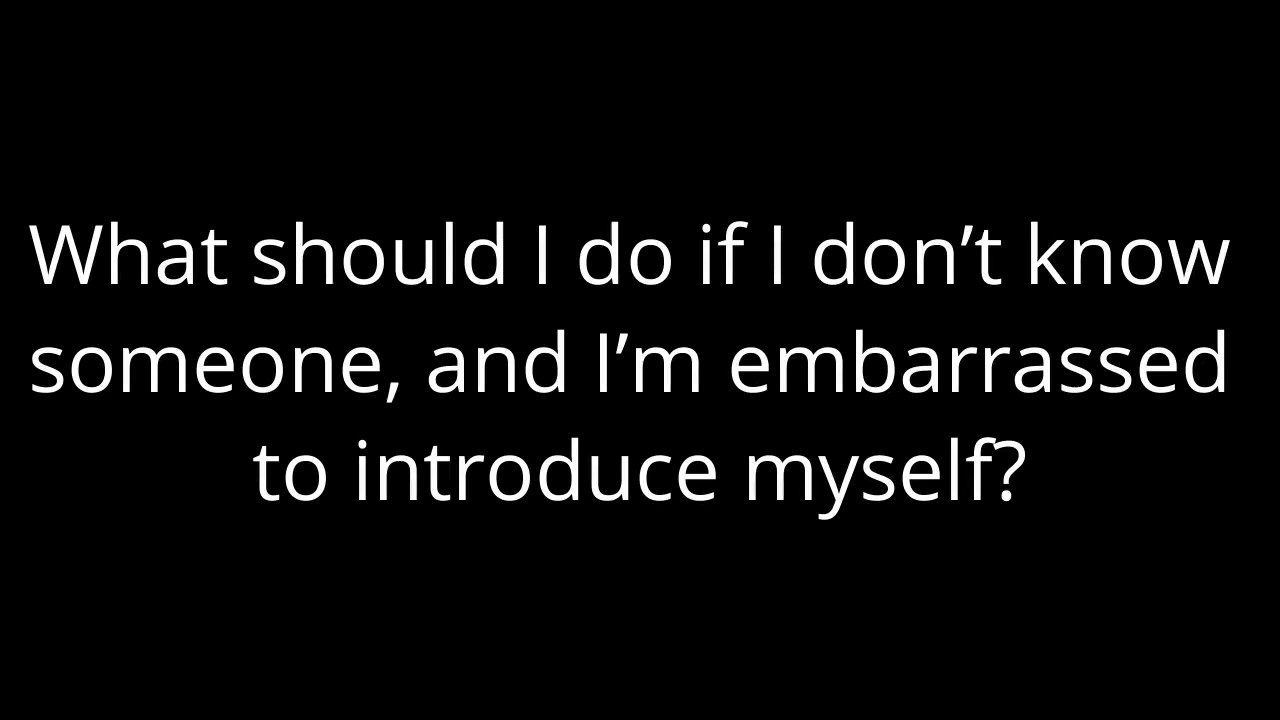 What should I do if I don’t know
someone, and I’m embarrassed
to introduce myself?